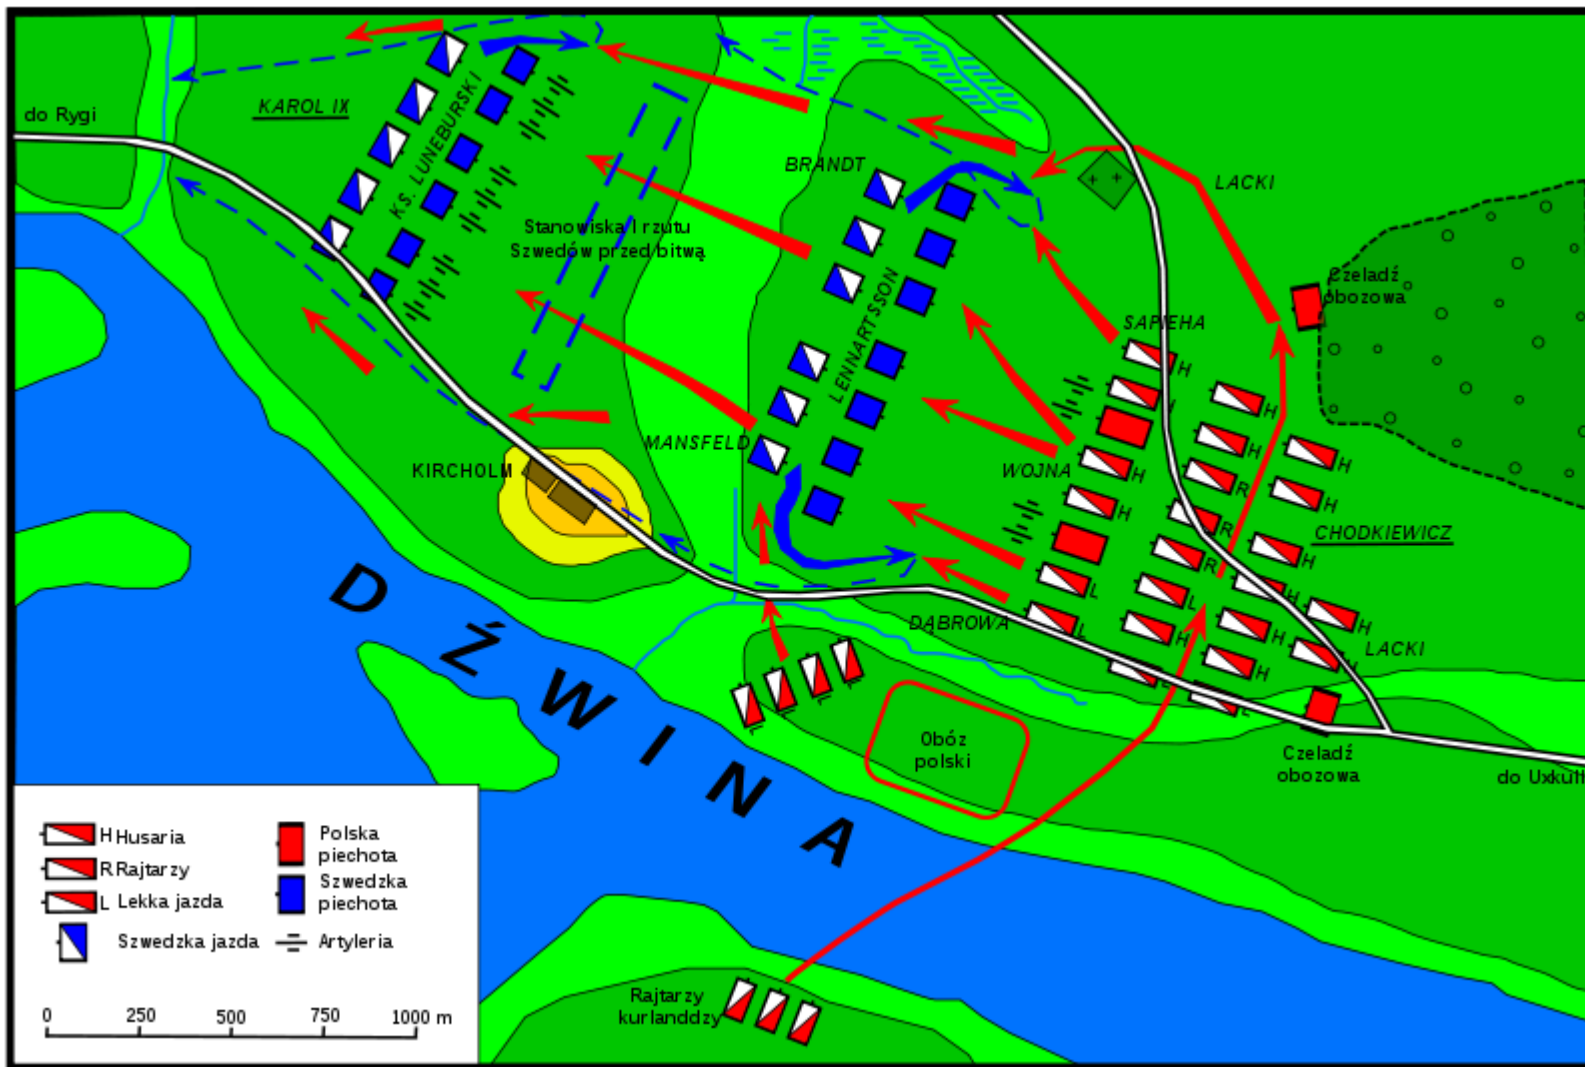 do Rygi
KAROL IX
KS. LUNEBURSKI
Stanowiska I rzutu
Szwedów przed bitwą
BRANDT
LENNARTSSON
MANSFELD
LACKI
Czeladź
obozowa
SAPIEHA
WOJNA
CHODKIEWICZ
DĄBROWA
LACKI
KIRCHOLM
DŹWINA
Obóz
polski
Czeladź
obozowa
do Uxkull
Rajtarzy
kurlanddzy
H
H
H
H
L
L
H
H
R
R
R
L
H
H
H
H
H
H
H
H
H
L
L
L
L
L
H Husaria
R Rajtarzy
L Lekka jazda
Szwedzka jazda
Polska
piechota
Szwedzka
piechota
Artyleria
0 250 500 750 1000 m